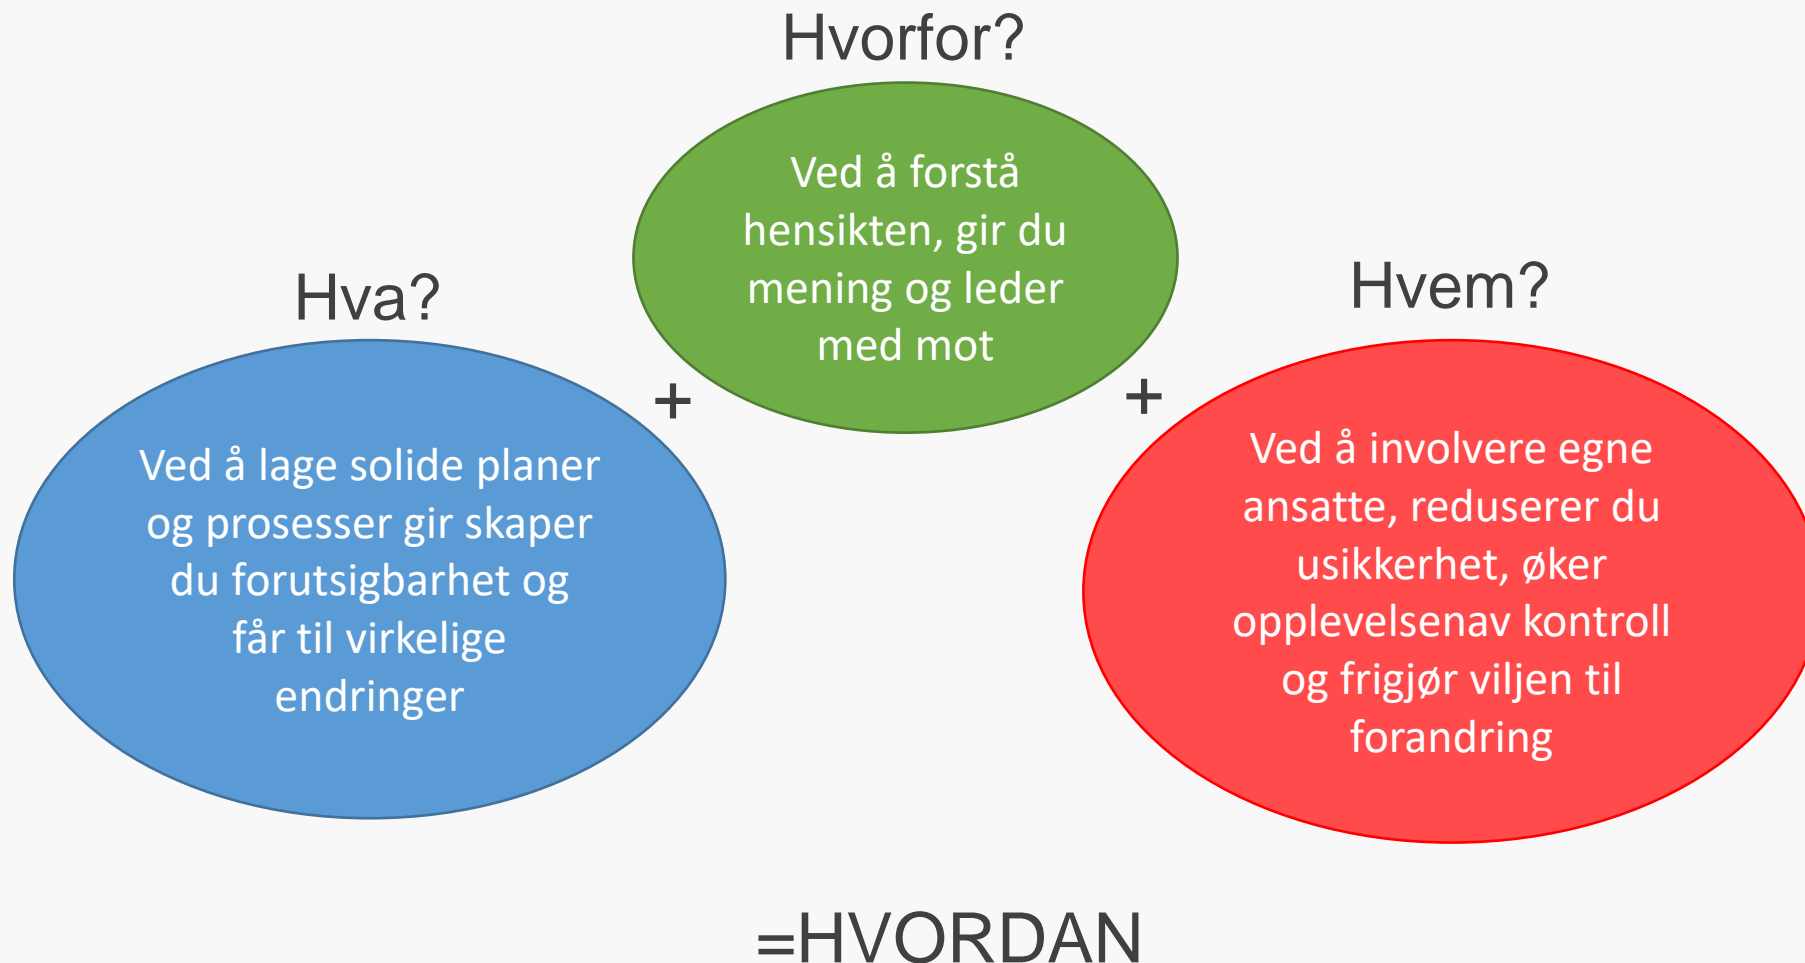 Hvorfor?
Ved å forstå
hensikten, gir du
mening og leder
med mot
Hva?
+
Ved å lage solide planer
og prosesser gir skaper
du forutsigbarhet og
får til virkelige
endringer
Hvem?
+
Ved å involvere egne
ansatte, reduserer du
usikkerhet, øker
opplevelsenav kontroll
og frigjør viljen til
forandring
=HVORDAN